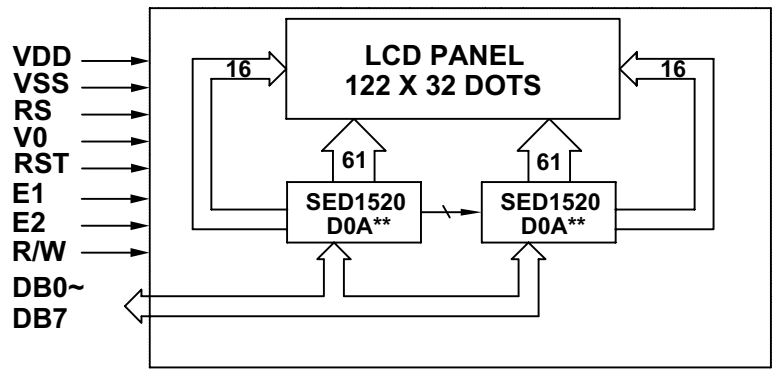 VDD
VSS
RS
V0
RST
E1
E2
R/W
DB0~
DB7
LCD PANEL
122 X 32 DOTS
16
16
61
61
SED1520
D0A**
SED1520
D0A**